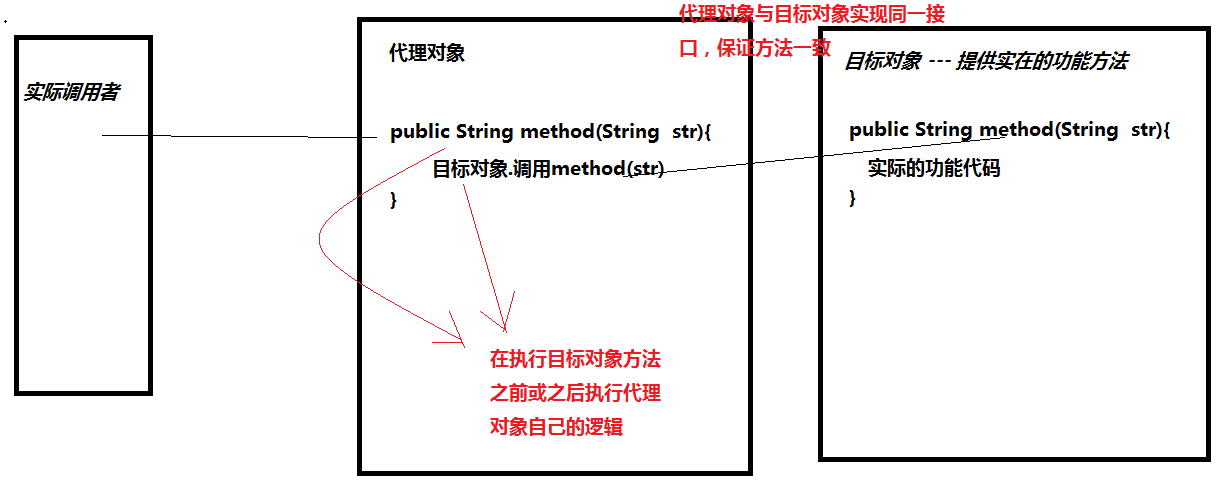 实际调用者
代理对象
public String method(String  str){
目标对象.调用method(str)
}
在执行目标对象方法
之前或之后执行代理
对象自己的逻辑
代理对象与目标对象实现同一接
口，保证方法一致
目标对象 --- 提供实在的功能方法
public String method(String  str){
实际的功能代码
}